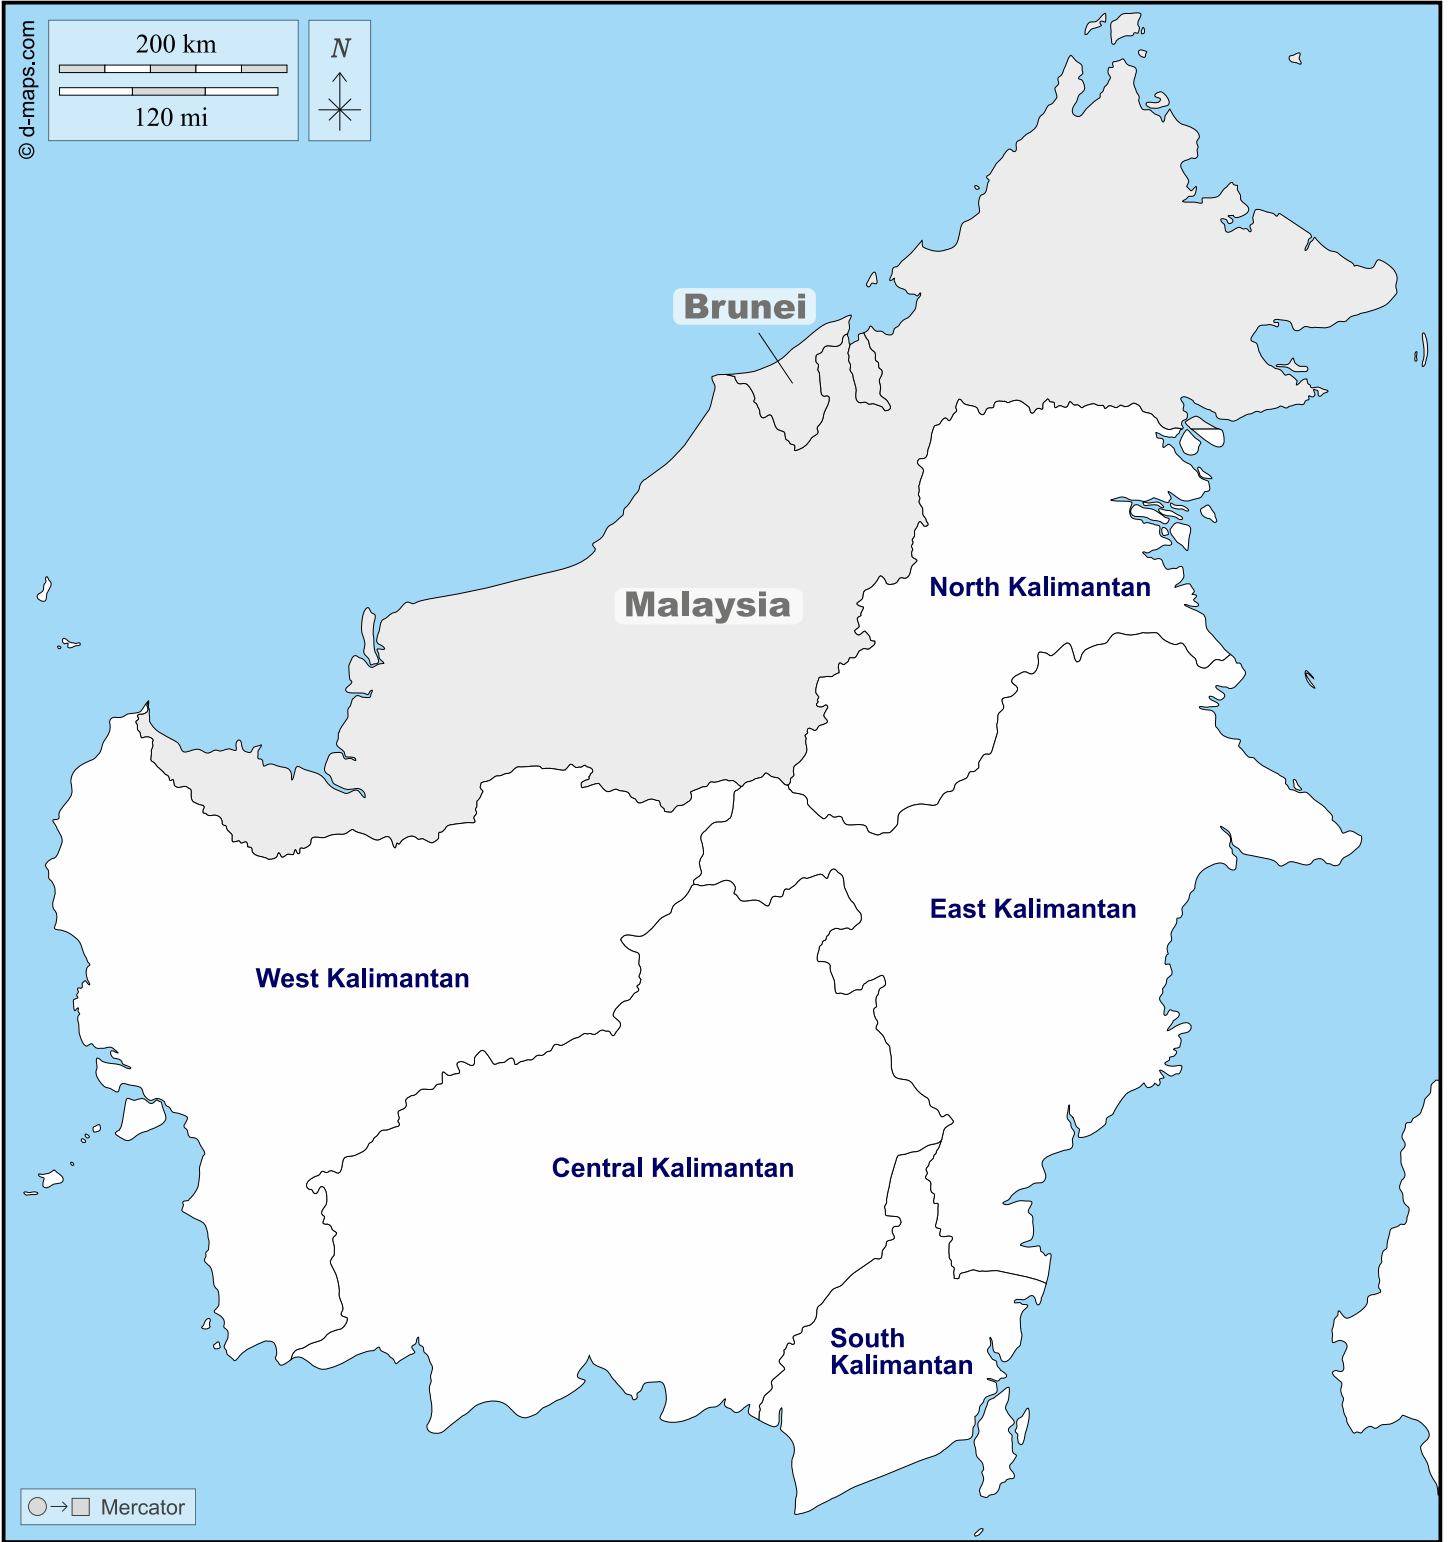 © d-maps.com
200 km
120 mi
N
Brunei
Malaysia
North Kalimantan
East Kalimantan
West Kalimantan
Central Kalimantan
South
Kalimantan
Mercator